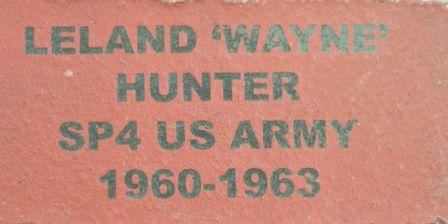 LELAND ‘WAYNE’
HUNTER
SP4 US ARMY
1960-1963